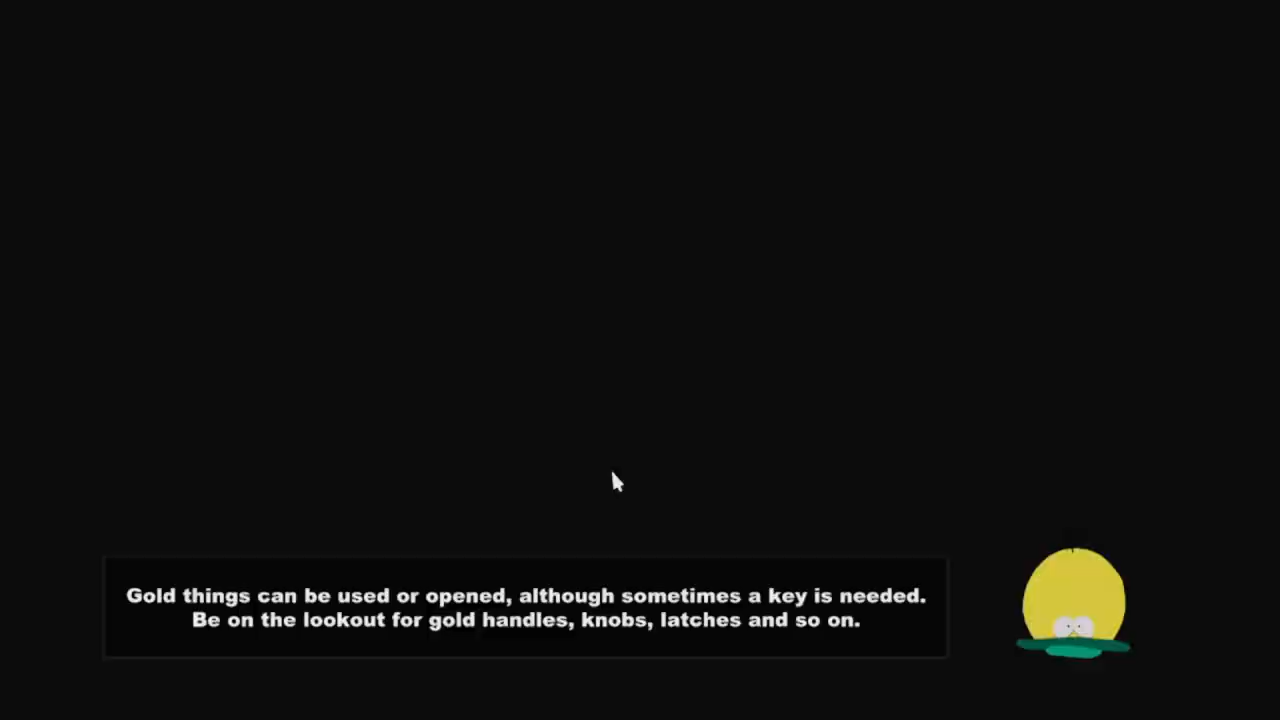 Gold things can be used or opened, although sometimes a key is needed.
Be on the lookout for gold handles, knobs, latches and so on.